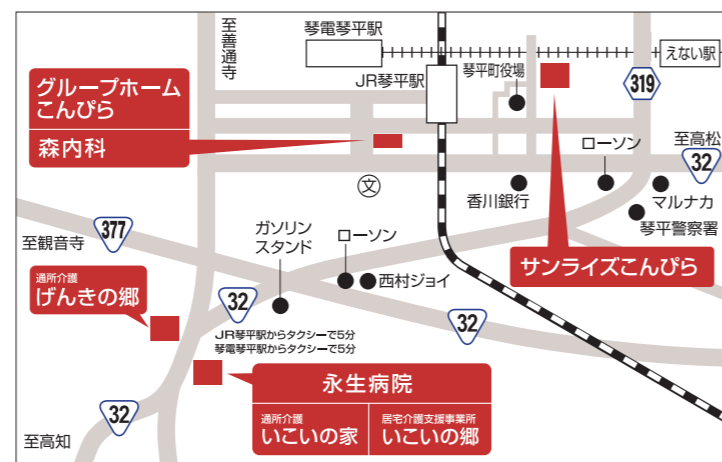 至善通寺
琴電琴平駅
えない駅
JR琴平駅
琴平町役場
319
グループホーム
こんぴら
森内科
至高松
32
ローソン
文
香川銀行
マルナカ
琴平警察署
377
至観音寺
ガソリン
スタンド
ローソン
西村ジョイ
サンライズこんぴら
通所介護
げんきの郷
32
32
JR琴平駅からタクシーで5分
琴電琴平駅からタクシーで5分
永生病院
通所介護
いこいの家
居宅介護支援事業所
いこいの郷
32
至高知